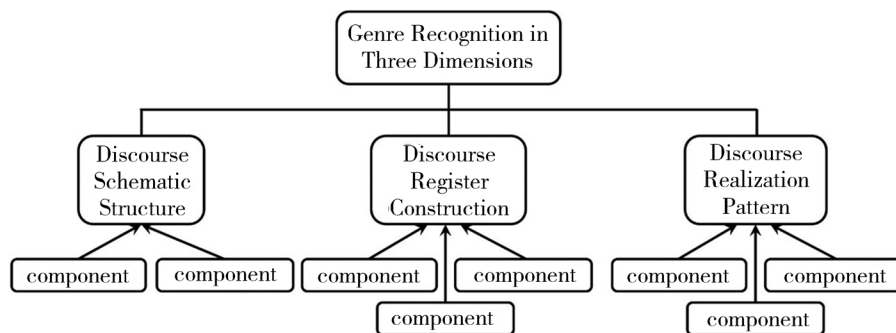 Genre Recognition in
Three Dimensions
Discourse
Schematic
Structure
Discourse
Register
Construction
Discourse
Realization
Pattern
component
component
component
component
component
component
component
component